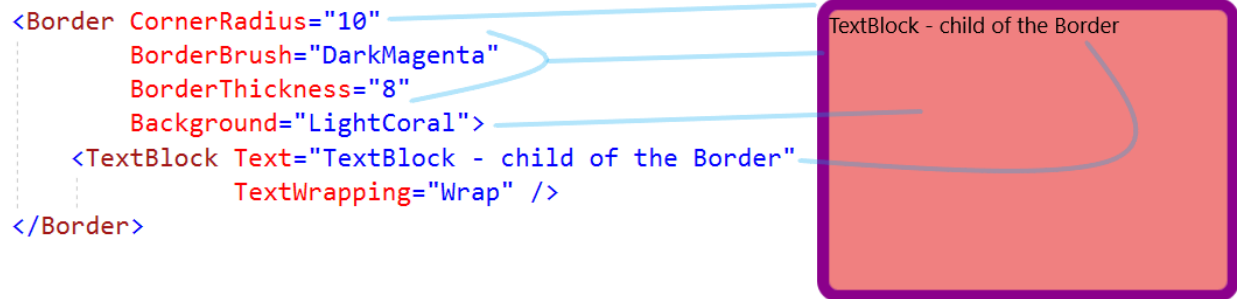 <Border CornerRadius="10"
BorderBrush="DarkMagenta"
BorderThickness="8"
Background="LightCoral">
<TextBlock Text="TextBlock - child of the Border"
TextWrapping="Wrap" />
</Border>
TextBlock - child of the Border